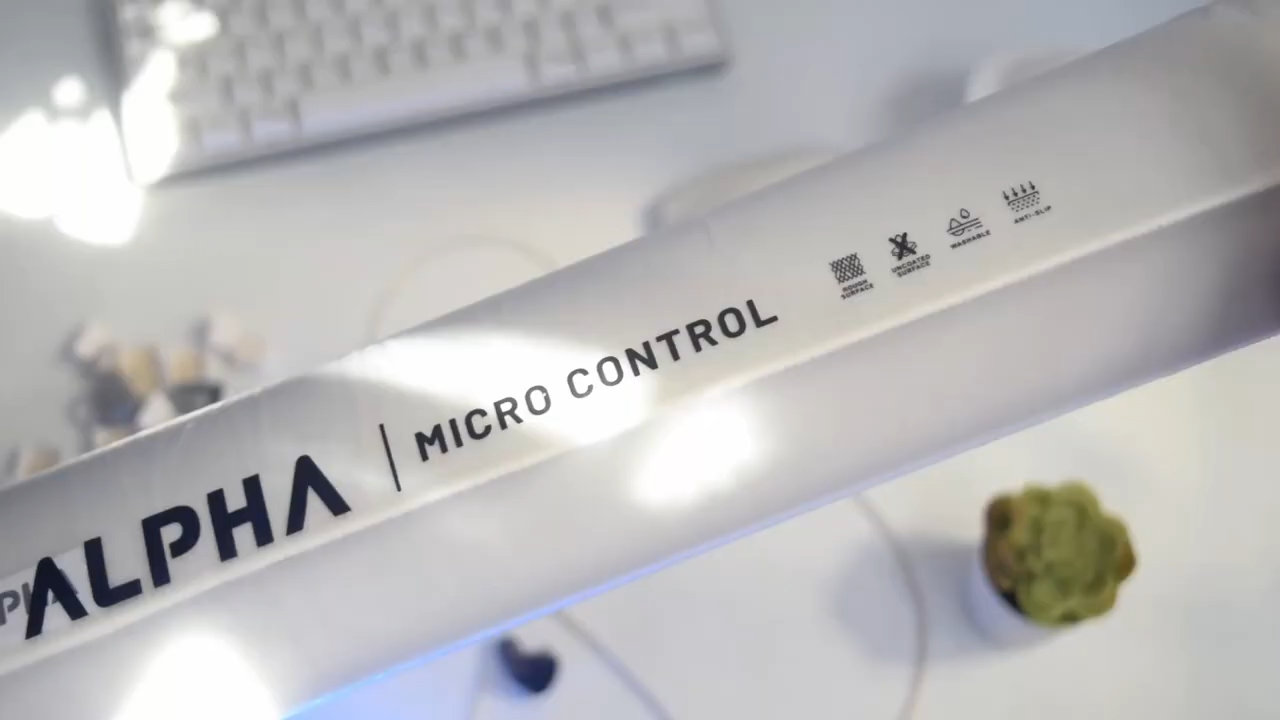 ALPHA | MICRO CONTROL
ROUGH
SURFACE
UNCOATED
SURFACE
WASHABLE
ANTI-SLIP